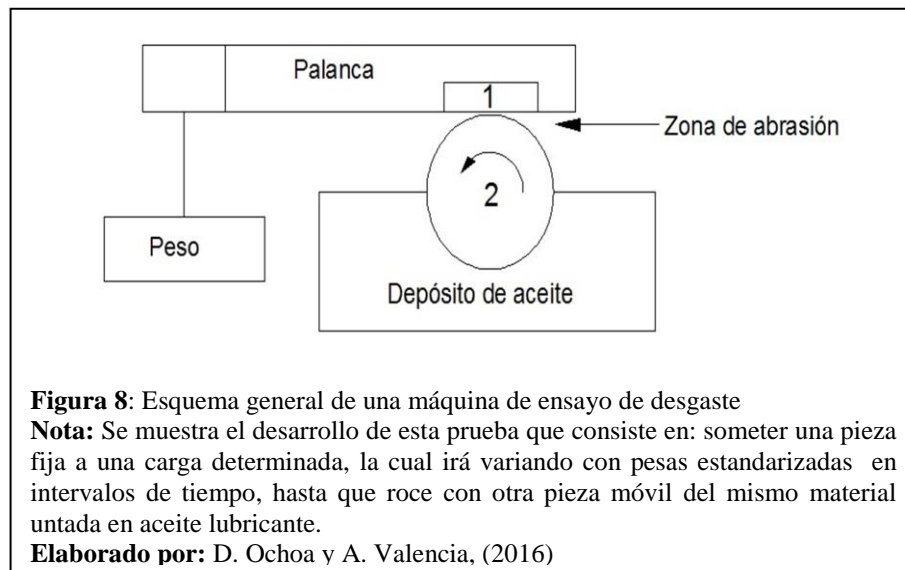 Palanca
1
Zona de abrasión
2
Peso
Depósito de aceite
Figura 8: Esquema general de una máquina de ensayo de desgaste
Nota: Se muestra el desarrollo de esta prueba que consiste en: someter una pieza
fija a una carga determinada, la cual irá variando con pesas estandarizadas en
intervalos de tiempo, hasta que roce con otra pieza móvil del mismo material
untada en aceite lubricante.
Elaborado por: D. Ochoa y A. Valencia, (2016)